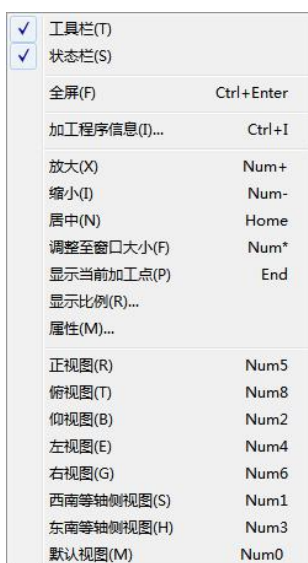 工具栏(T)
状态栏(S)
全屏(F) Ctrl+Enter
加工程序信息(I)... Ctrl+I
放大(X) Num+
缩小(I) Num-
居中(N) Home
调整至窗口大小(F) Num*
显示当前加工点(P) End
显示比例(R)...
属性(M)...
正视图(R) Num5
俯视图(T) Num8
仰视图(B) Num2
左视图(E) Num4
右视图(G) Num6
西南等轴侧视图(S) Num1
东南等轴侧视图(H) Num3
默认视图(M) Num0